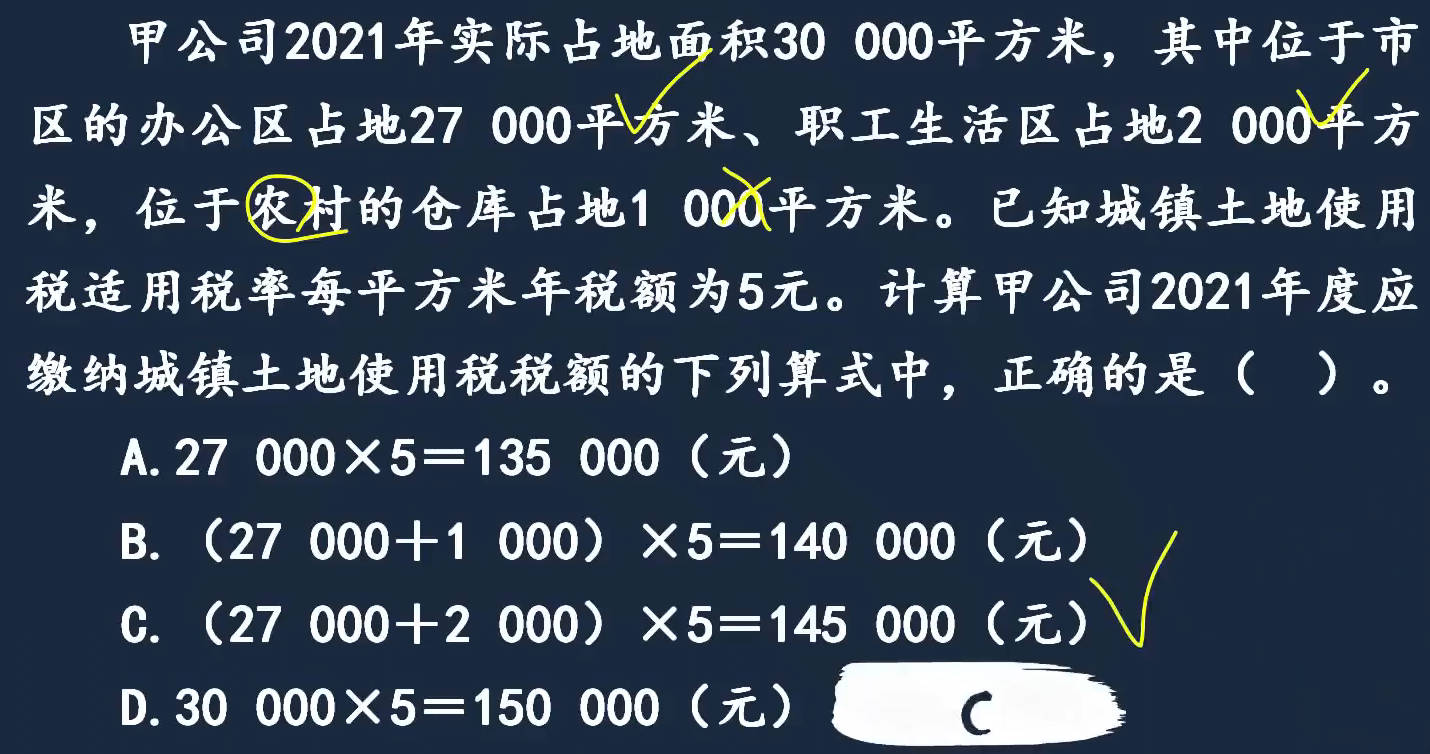 甲公司2021年实际占地面积30 000平方米，其中位于市
区的办公区占地27 000平方米、职工生活区占地2 000平方
米，位于农村的仓库占地1 000平方米。已知城镇土地使用
税适用税率每平方米年税额为5元。计算甲公司2021年度应
缴纳城镇土地使用税税额的下列算式中，正确的是（ ）。
A.27 000×5＝135 000（元）
B.（27 000＋1 000）×5＝140 000（元）
C.（27 000＋2 000）×5＝145 000（元）
D.30 000×5＝150 000（元）
C